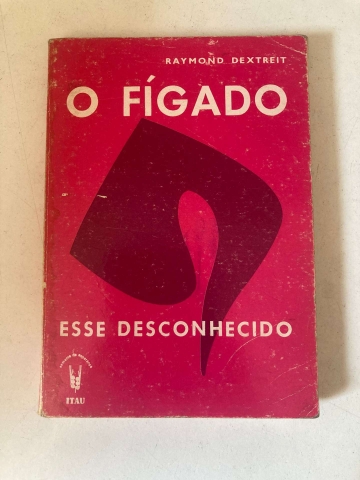 RAYMOND DEXTREIT
O FÍGADO
ESSE DESCONHECIDO
ITAU